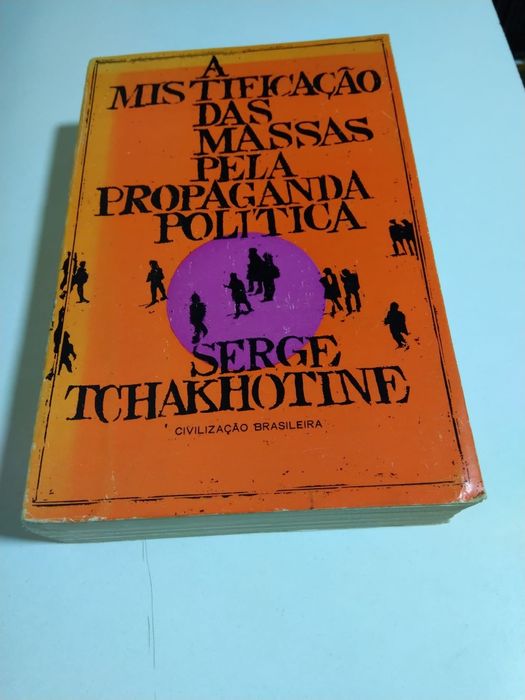 A
MISTIFICAÇÃO
DAS
MASSAS
PELA
PROPAGANDA
POLÍTICA
SERGE
TCHAKHOTINE
CIVILIZAÇÃO BRASILEIRA